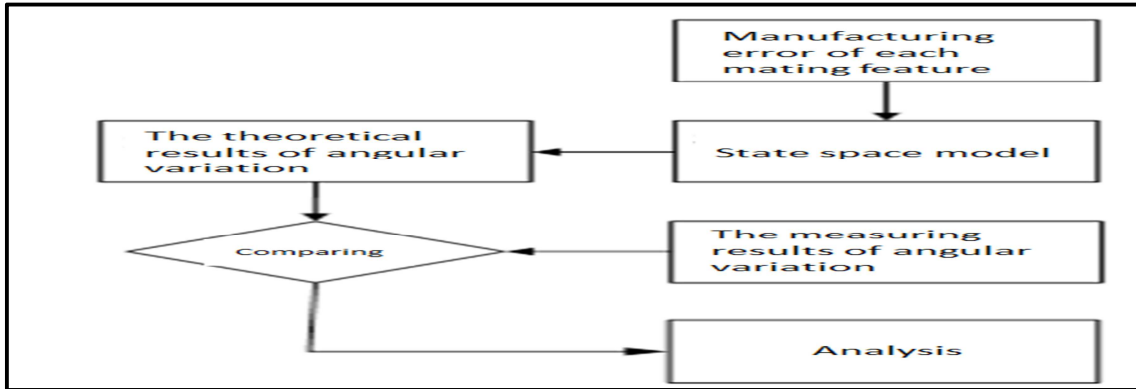 Manufacturing
error of each
mating feature
The theoretical
results of angular
variation
State space model
Comparing
The measuring
results of angular
variation
Analysis